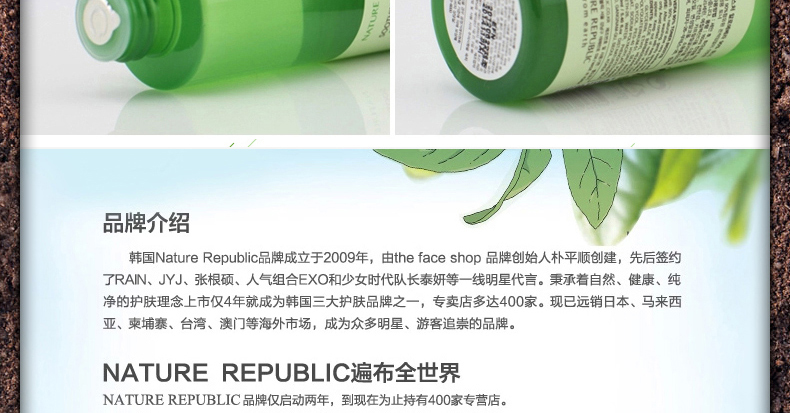 NATURE
NATURE REPUBLIC
品牌介绍
韩国Nature Republic品牌成立于2009年，由the face shop 品牌创始人朴平顺创建，先后签约
了RAIN、JYJ、张根硕、人气组合EXO和少女时代队长泰妍等一线明星代言。秉承着自然、健康、纯
净的护肤理念上市仅4年就成为韩国三大护肤品牌之一，专卖店多达400家。现已远销日本、马来西
亚、柬埔寨、台湾、澳门等海外市场，成为众多明星、游客追崇的品牌。
NATURE REPUBLIC遍布全世界
NATURE REPUBLIC品牌仅启动两年，到现在为止持有400家专营店。